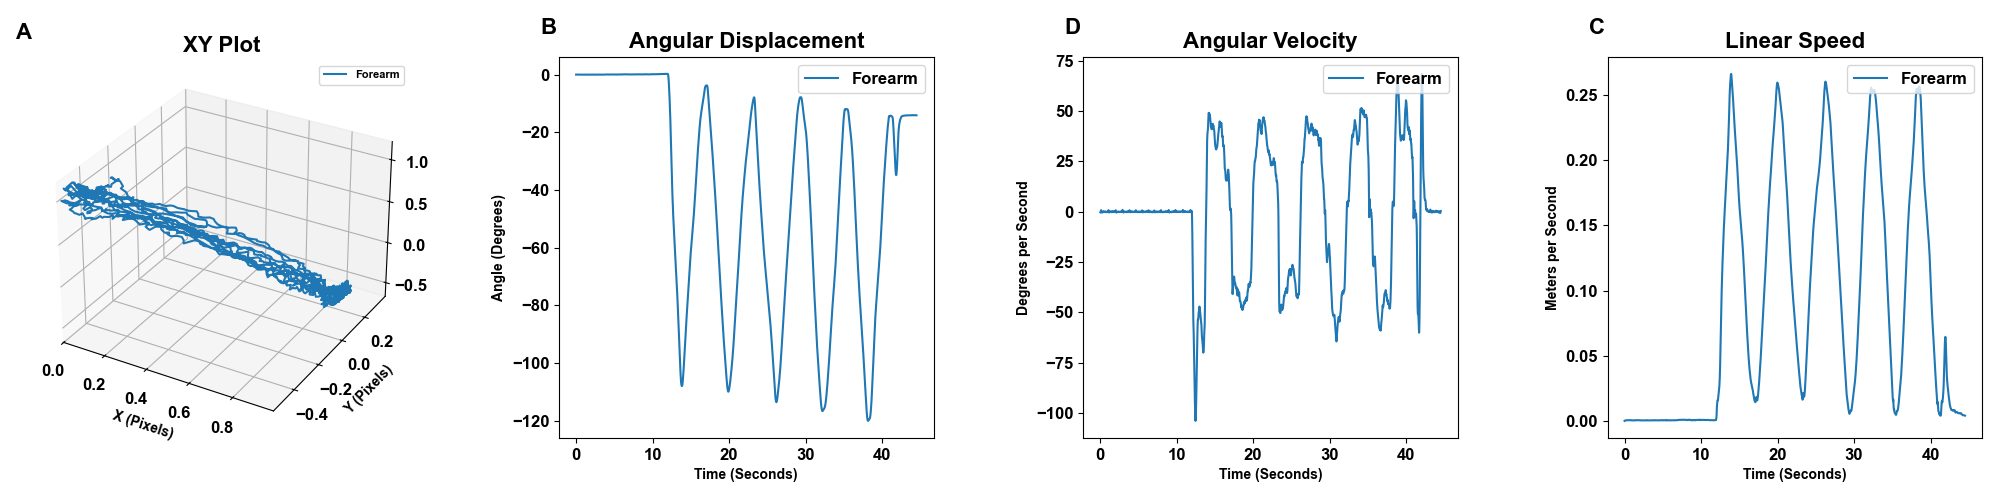 A
XY Plot
Forearm
1.0
0.5
0.0
−0.5
0.0
0.2
0.4
0.6
0.8
X (Pixels)
−0.4
−0.2
0.0
0.2
Y (Pixels)
B
Angular Displacement
Forearm
0
−20
−40
−60
−80
−100
−120
Angle (Degrees)
0
10
20
30
40
Time (Seconds)
D
Angular Velocity
Forearm
75
50
25
0
−25
−50
−75
−100
Degrees per Second
0
10
20
30
40
Time (Seconds)
C
Linear Speed
Forearm
0.25
0.20
0.15
0.10
0.05
0.00
Meters per Second
0
10
20
30
40
Time (Seconds)